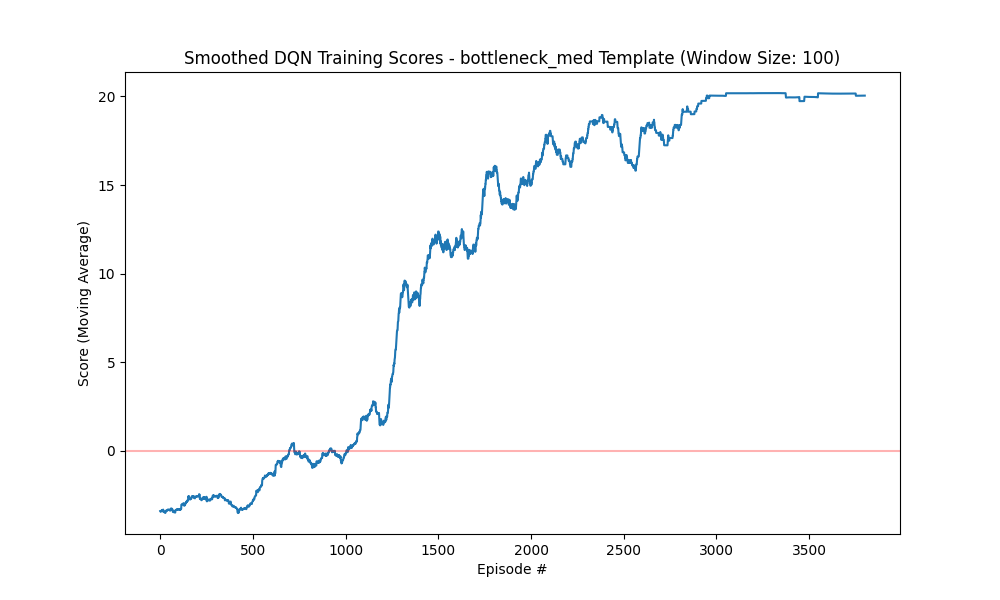 Smoothed DQN Training Scores - bottleneck_med Template (Window Size: 100)
20
15
10
5
0
Score (Moving Average)
0 500 1000 1500 2000 2500 3000 3500
Episode #